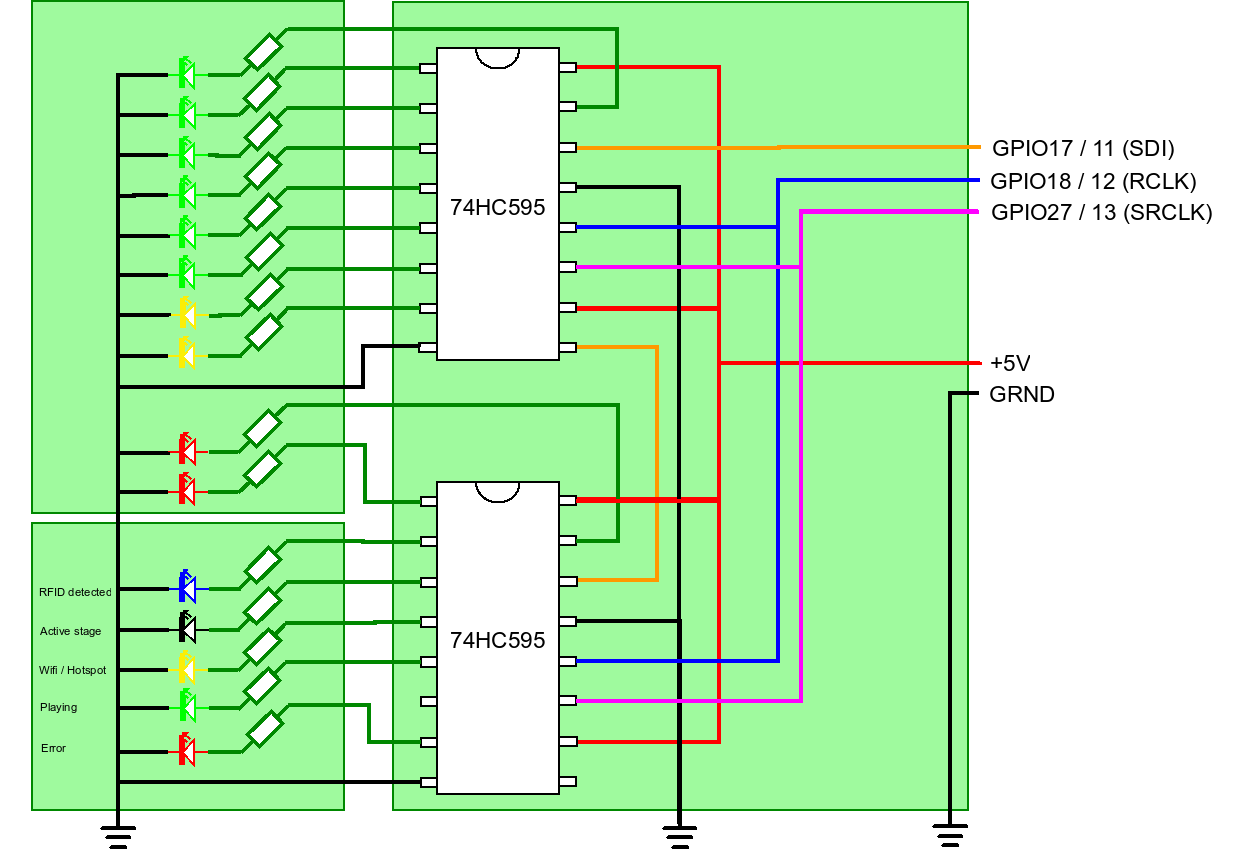 GPIO17 / 11 (SDI)
GPIO18 / 12 (RCLK)
74HC595
GPIO27 / 13 (SRCLK)
+5V
GRND
RFID detected
Active stage
74HC595
Wifi / Hotspot
Playing
Error